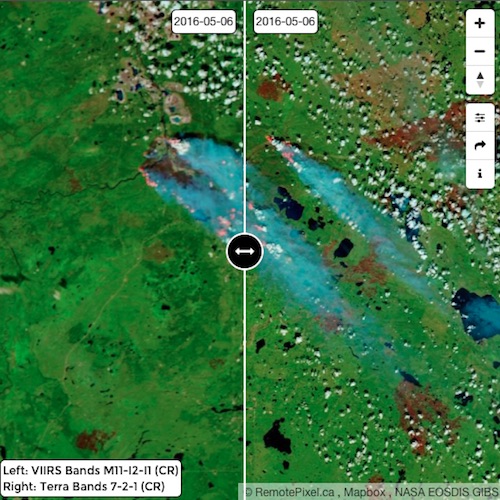 2016-05-06
2016-05-06
Left: VIIRS Bands M11-I2-I1 (CR)
Right: Terra Bands 7-2-1 (CR)
© RemotePixel.ca , Mapbox , NASA EOSDIS GIBS